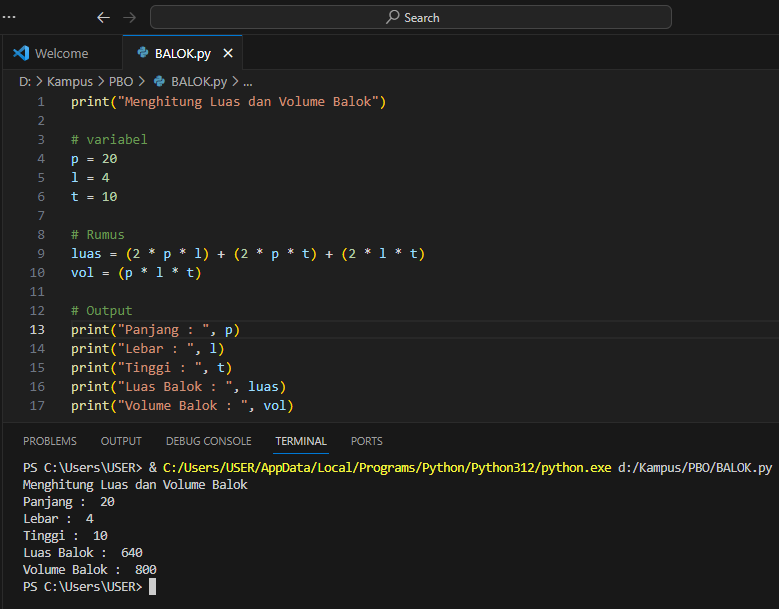 ... Search
Welcome BALOK.py
D: > Kampus > PBO > BALOK.py > ...
1 print("Menghitung Luas dan Volume Balok")
2
3 # variabel
4 p = 20
5 l = 4
6 t = 10
7
8 # Rumus
9 luas = (2 * p * l) + (2 * p * t) + (2 * l * t)
10 vol = (p * l * t)
11
12 # Output
13 print("Panjang : ", p)
14 print("Lebar : ", l)
15 print("Tinggi : ", t)
16 print("Luas Balok : ", luas)
17 print("Volume Balok : ", vol)
PROBLEMS OUTPUT DEBUG CONSOLE TERMINAL PORTS
PS C:\Users\USER> & C:/Users/USER/AppData/Local/Programs/Python/Python312/python.exe d:/Kampus/PBO/BALOK.py
Menghitung Luas dan Volume Balok
Panjang :  20
Lebar :  4
Tinggi :  10
Luas Balok :  640
Volume Balok :  800
PS C:\Users\USER>